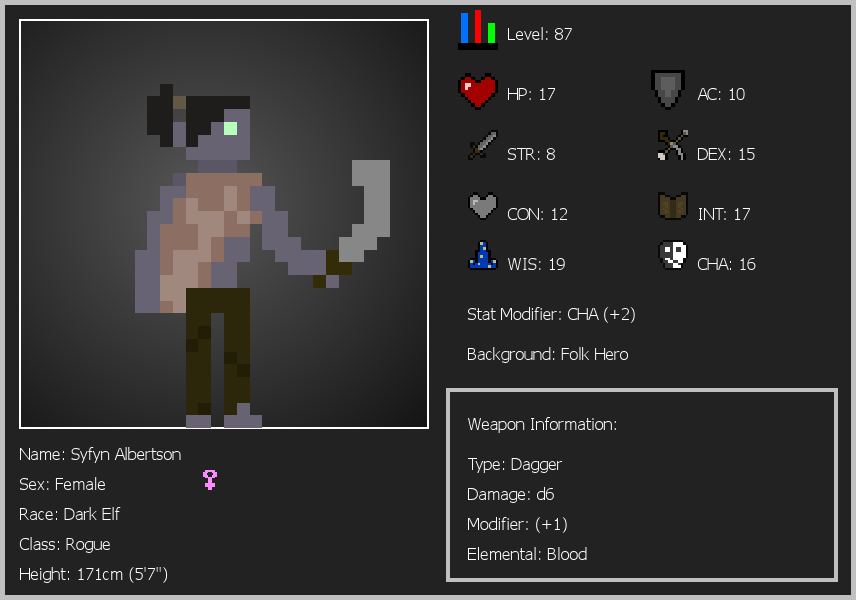 Level: 87
HP: 17
AC: 10
STR: 8
DEX: 15
CON: 12
INT: 17
WIS: 19
CHA: 16
Stat Modifier: CHA (+2)
Background: Folk Hero
Weapon Information:
Type: Dagger
Damage: d6
Modifier: (+1)
Elemental: Blood
Name: Syfyn Albertson
Sex: Female
Race: Dark Elf
Class: Rogue
Height: 171cm (5'7")